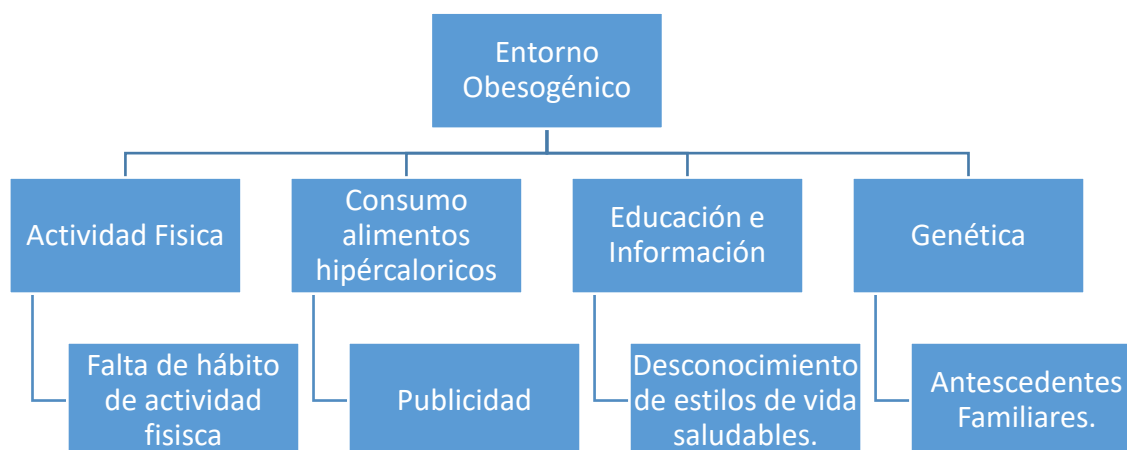 Entorno
Obesogénico
Actividad Fisica
Consumo
alimentos
hipércaloricos
Educación e
Información
Genética
Falta de hábito
de actividad
fisisca
Publicidad
Desconocimiento
de estilos de vida
saludables.
Antescedentes
Familiares.